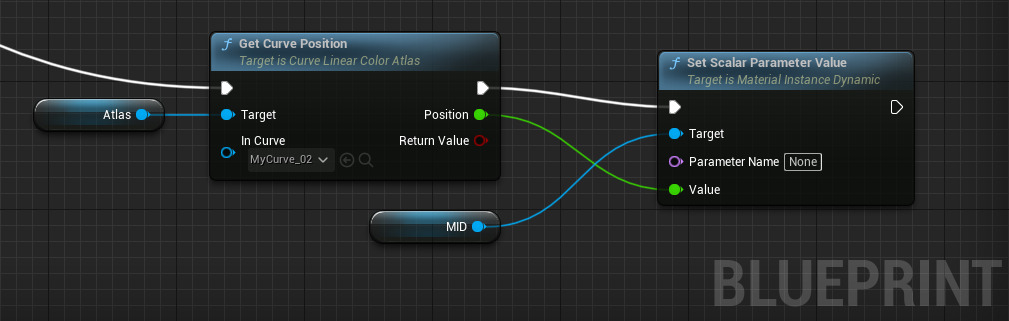 f Get Curve Position
Target is Curve Linear Color Atlas
Atlas
Target
Position
In Curve
Return Value
MyCurve_02
MID
f Set Scalar Parameter Value
Target is Material Instance Dynamic
Target
Parameter Name None
Value
BLUEPRINT